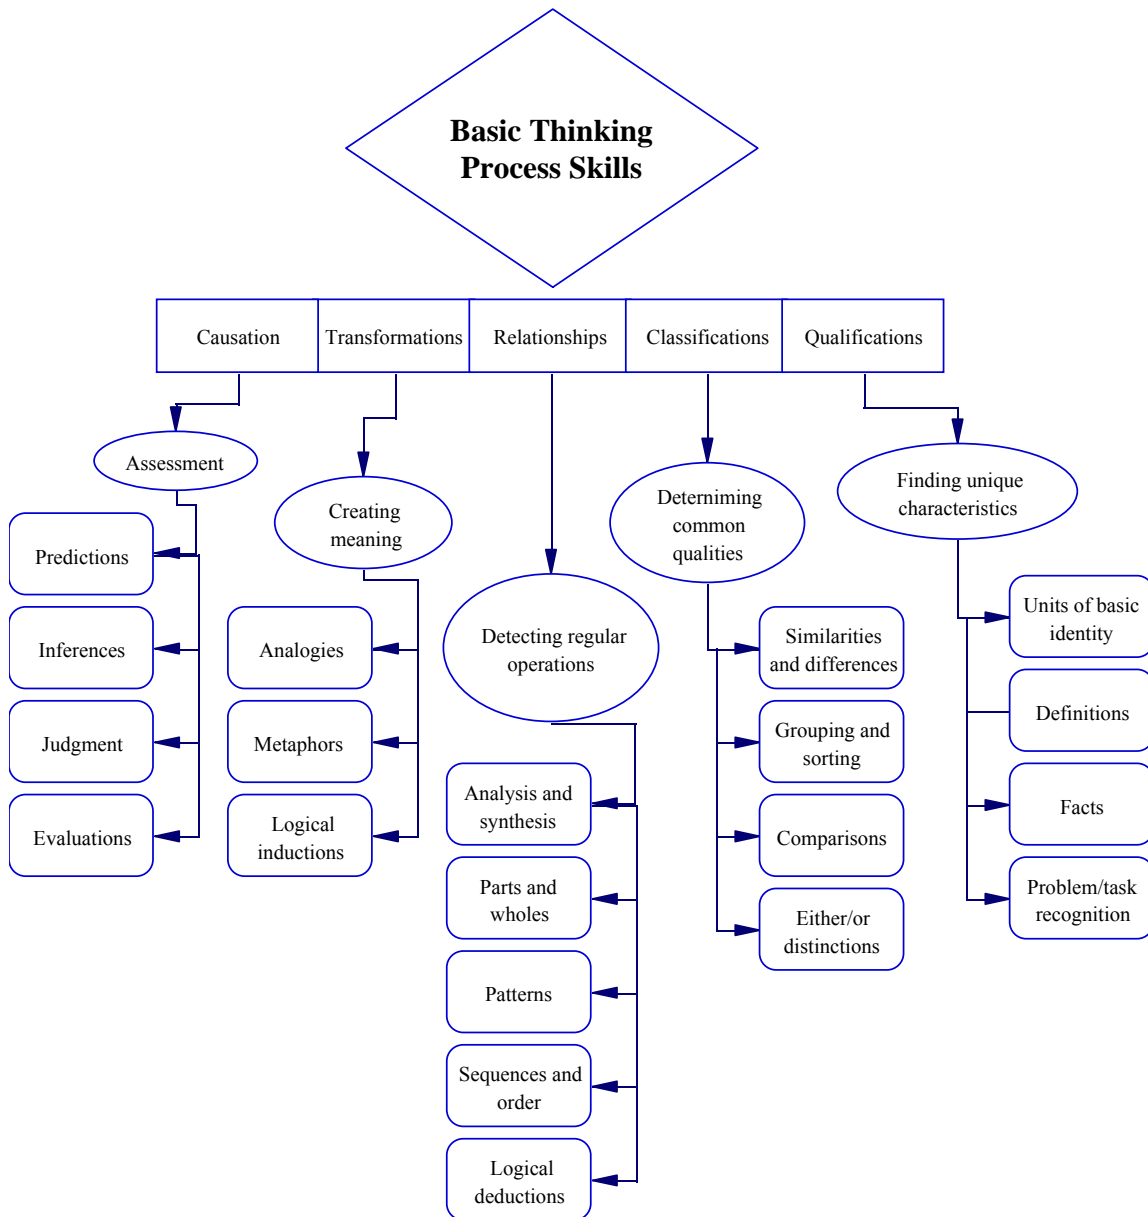 Basic Thinking
Process Skills
Causation
Transformations
Relationships
Classifications
Qualifications
Assessment
Predictions
Inferences
Judgment
Evaluations
Creating
meaning
Analogies
Metaphors
Logical
inductions
Detecting regular
operations
Analysis and
synthesis
Parts and
wholes
Patterns
Sequences and
order
Logical
deductions
Deterniming
common
qualities
Similarities
and differences
Grouping and
sorting
Comparisons
Either/or
distinctions
Finding unique
characteristics
Units of basic
identity
Definitions
Facts
Problem/task
recognition